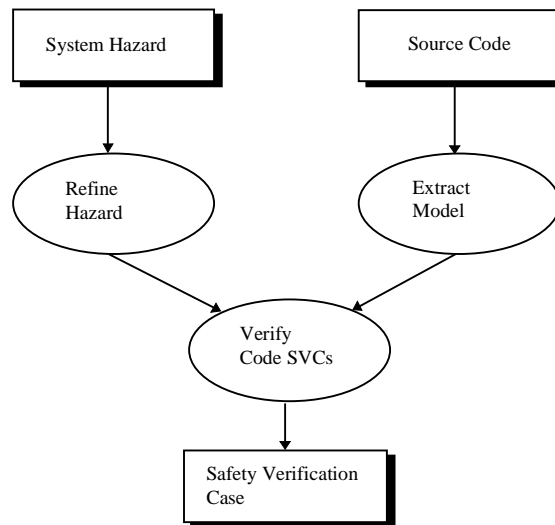 System Hazard
Source Code
Refine
Hazard
Extract
Model
Verify
Code SVCs
Safety Verification
Case